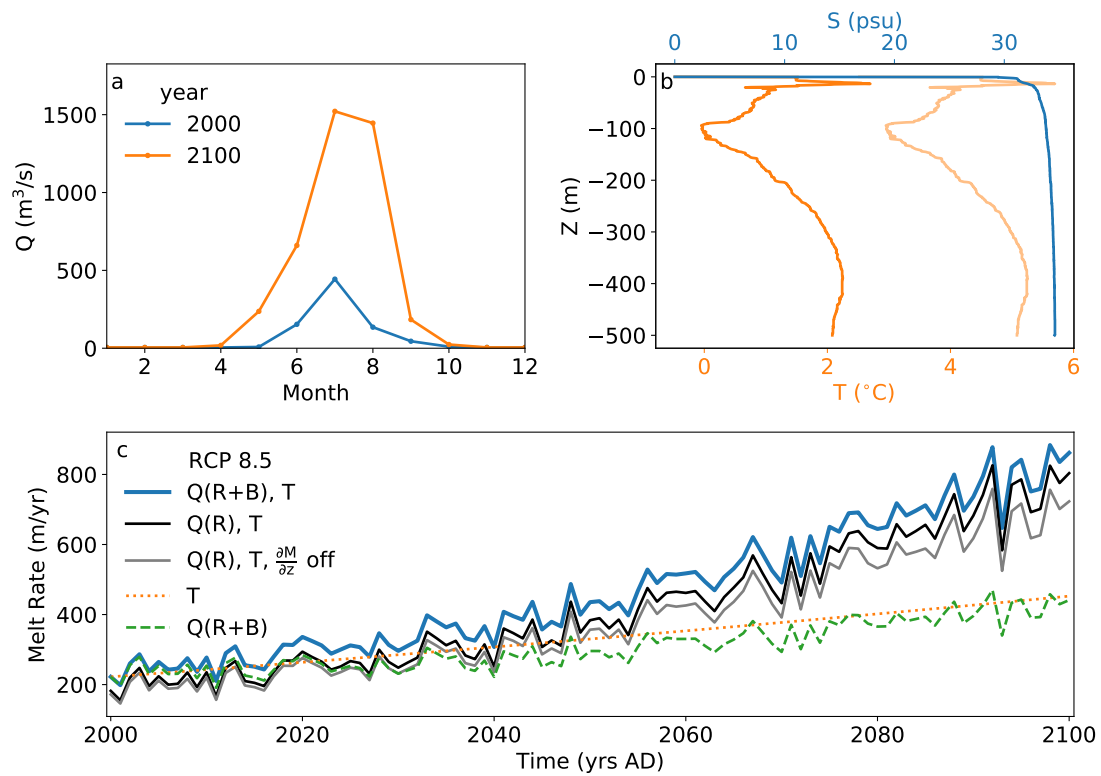 S (psu)
0 10 20 30
a
year
2000
2100
1500
1000
500
0
Q (m³/s)
2 4 6 8 10 12
Month
b
0
−100
−200
−300
−400
−500
Z (m)
0 2 4 6
T (°C)
c
RCP 8.5
Q(R+B), T
Q(R), T
Q(R), T, ∂M/∂z off
T
Q(R+B)
800
600
400
200
Melt Rate (m/yr)
2000 2020 2040 2060 2080 2100
Time (yrs AD)